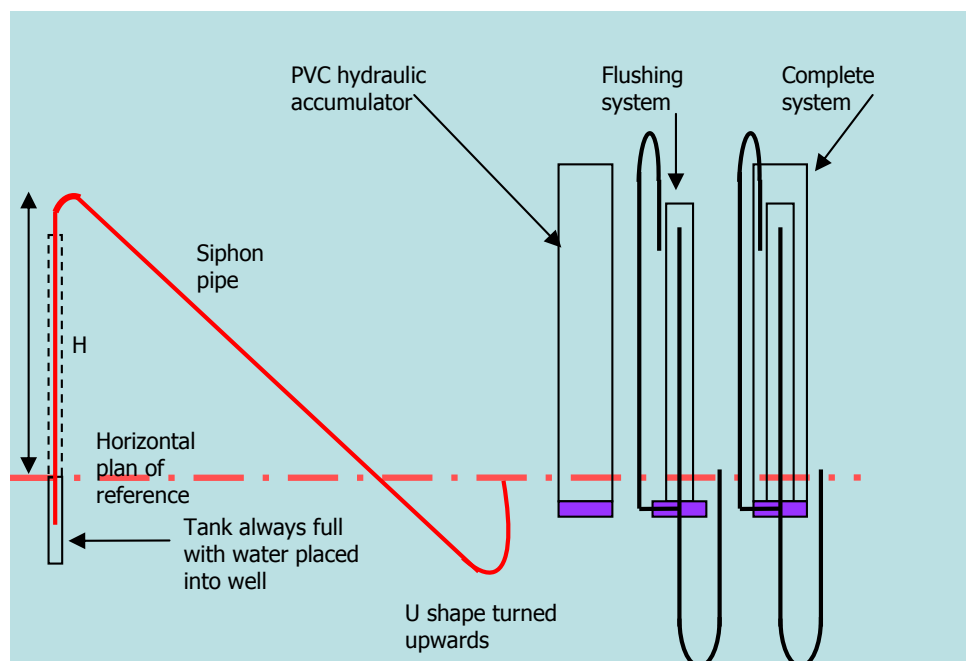 PVC hydraulic
accumulator
Flushing
system
Complete
system
Siphon
pipe
H
Horizontal
plan of
reference
Tank always full
with water placed
into well
U shape turned
upwards